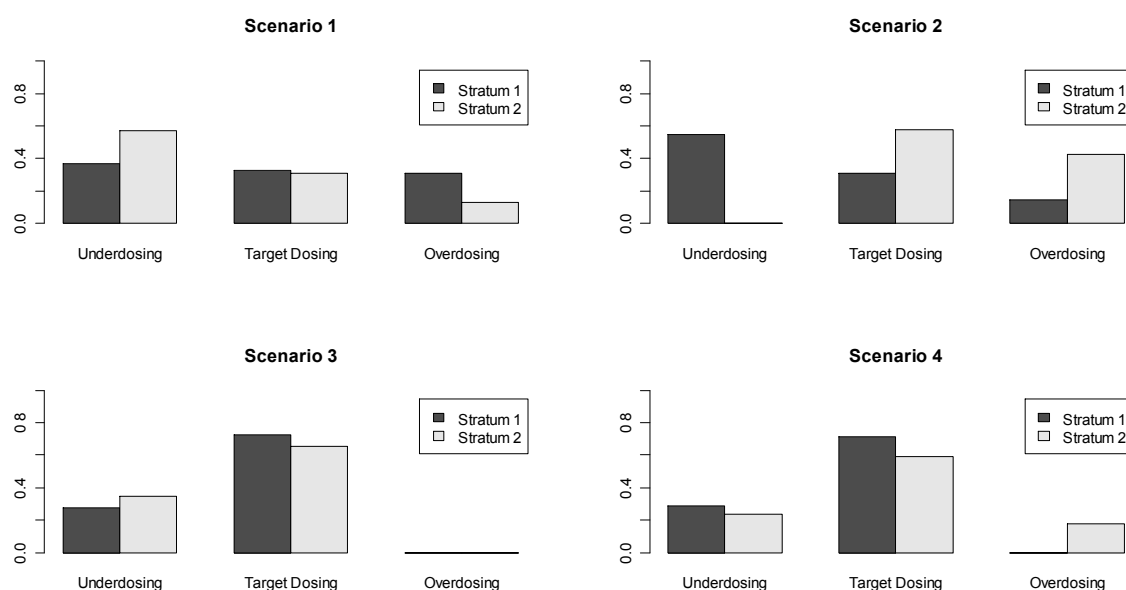 Scenario 1
0.8
0.4
0.0
Stratum 1
Stratum 2
Underdosing
Target Dosing
Overdosing
Scenario 2
0.8
0.4
0.0
Stratum 1
Stratum 2
Underdosing
Target Dosing
Overdosing
Scenario 3
0.8
0.4
0.0
Stratum 1
Stratum 2
Underdosing
Target Dosing
Overdosing
Scenario 4
0.8
0.4
0.0
Stratum 1
Stratum 2
Underdosing
Target Dosing
Overdosing